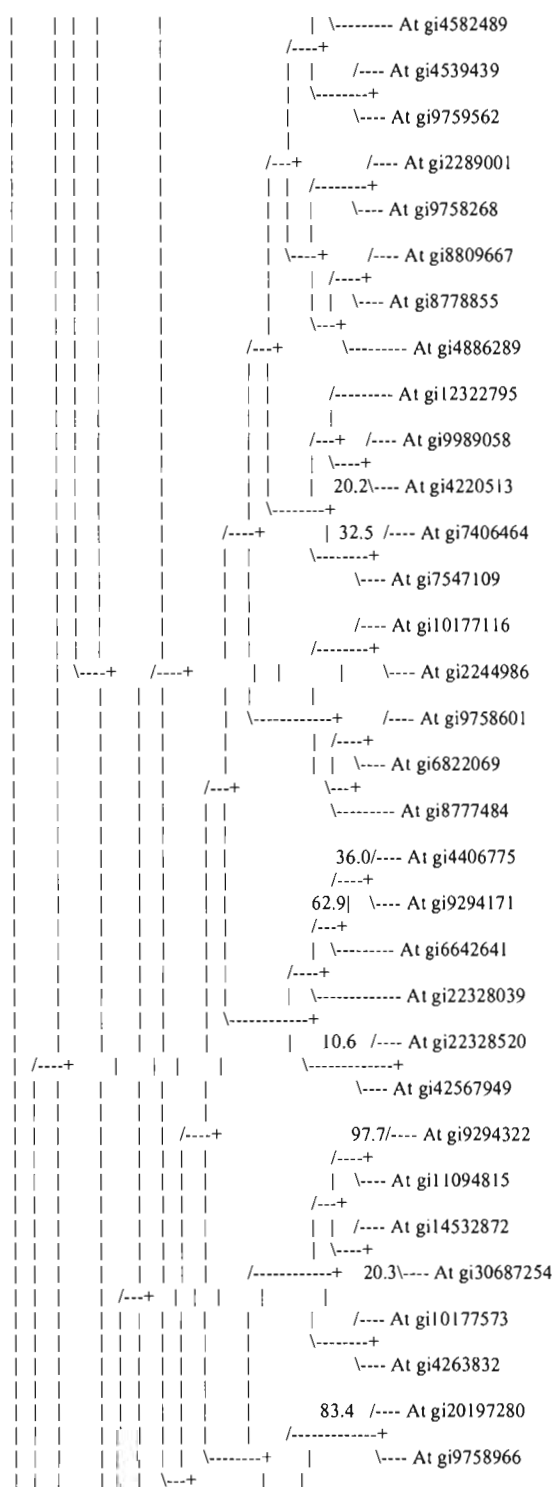 At gi4582489
At gi4539439
At gi9759562
At gi2289001
At gi9758268
At gi8809667
At gi8778855
At gi4886289
At gi12322795
At gi9989058
20.2 At gi4220513
32.5 At gi7406464
At gi7547109
At gi10177116
At gi2244986
At gi9758601
At gi6822069
At gi8777484
36.0 At gi4406775
62.9 At gi9294171
At gi6642641
At gi22328039
10.6 At gi22328520
At gi42567949
97.7 At gi9294322
At gi11094815
At gi14532872
20.3 At gi30687254
At gi10177573
At gi4263832
83.4 At gi20197280
At gi9758966